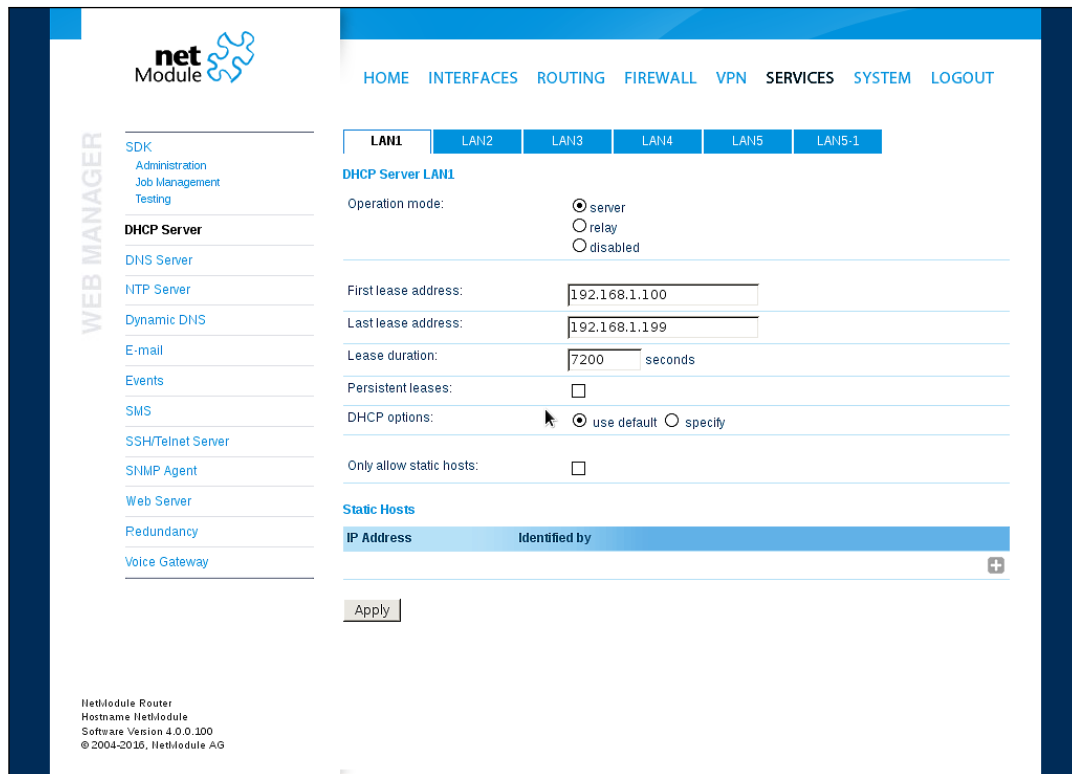 net
Module
HOME INTERFACES ROUTING FIREWALL VPN SERVICES SYSTEM LOGOUT
WEB MANAGER
SDK
Administration
Job Management
Testing
DHCP Server
DNS Server
NTP Server
Dynamic DNS
E-mail
Events
SMS
SSH/Telnet Server
SNMP Agent
Web Server
Redundancy
Voice Gateway
LAN1 LAN2 LAN3 LAN4 LAN5 LAN5-1
DHCP Server LAN1
Operation mode: server
relay
disabled
First lease address: 192.168.1.100
Last lease address: 192.168.1.199
Lease duration: 7200 seconds
Persistent leases:
DHCP options: use default specify
Only allow static hosts:
Static Hosts
IP Address Identified by
Apply
NetModule Router
Hostname NetModule
Software Version 4.0.0.100
© 2004-2016, NetModule AG